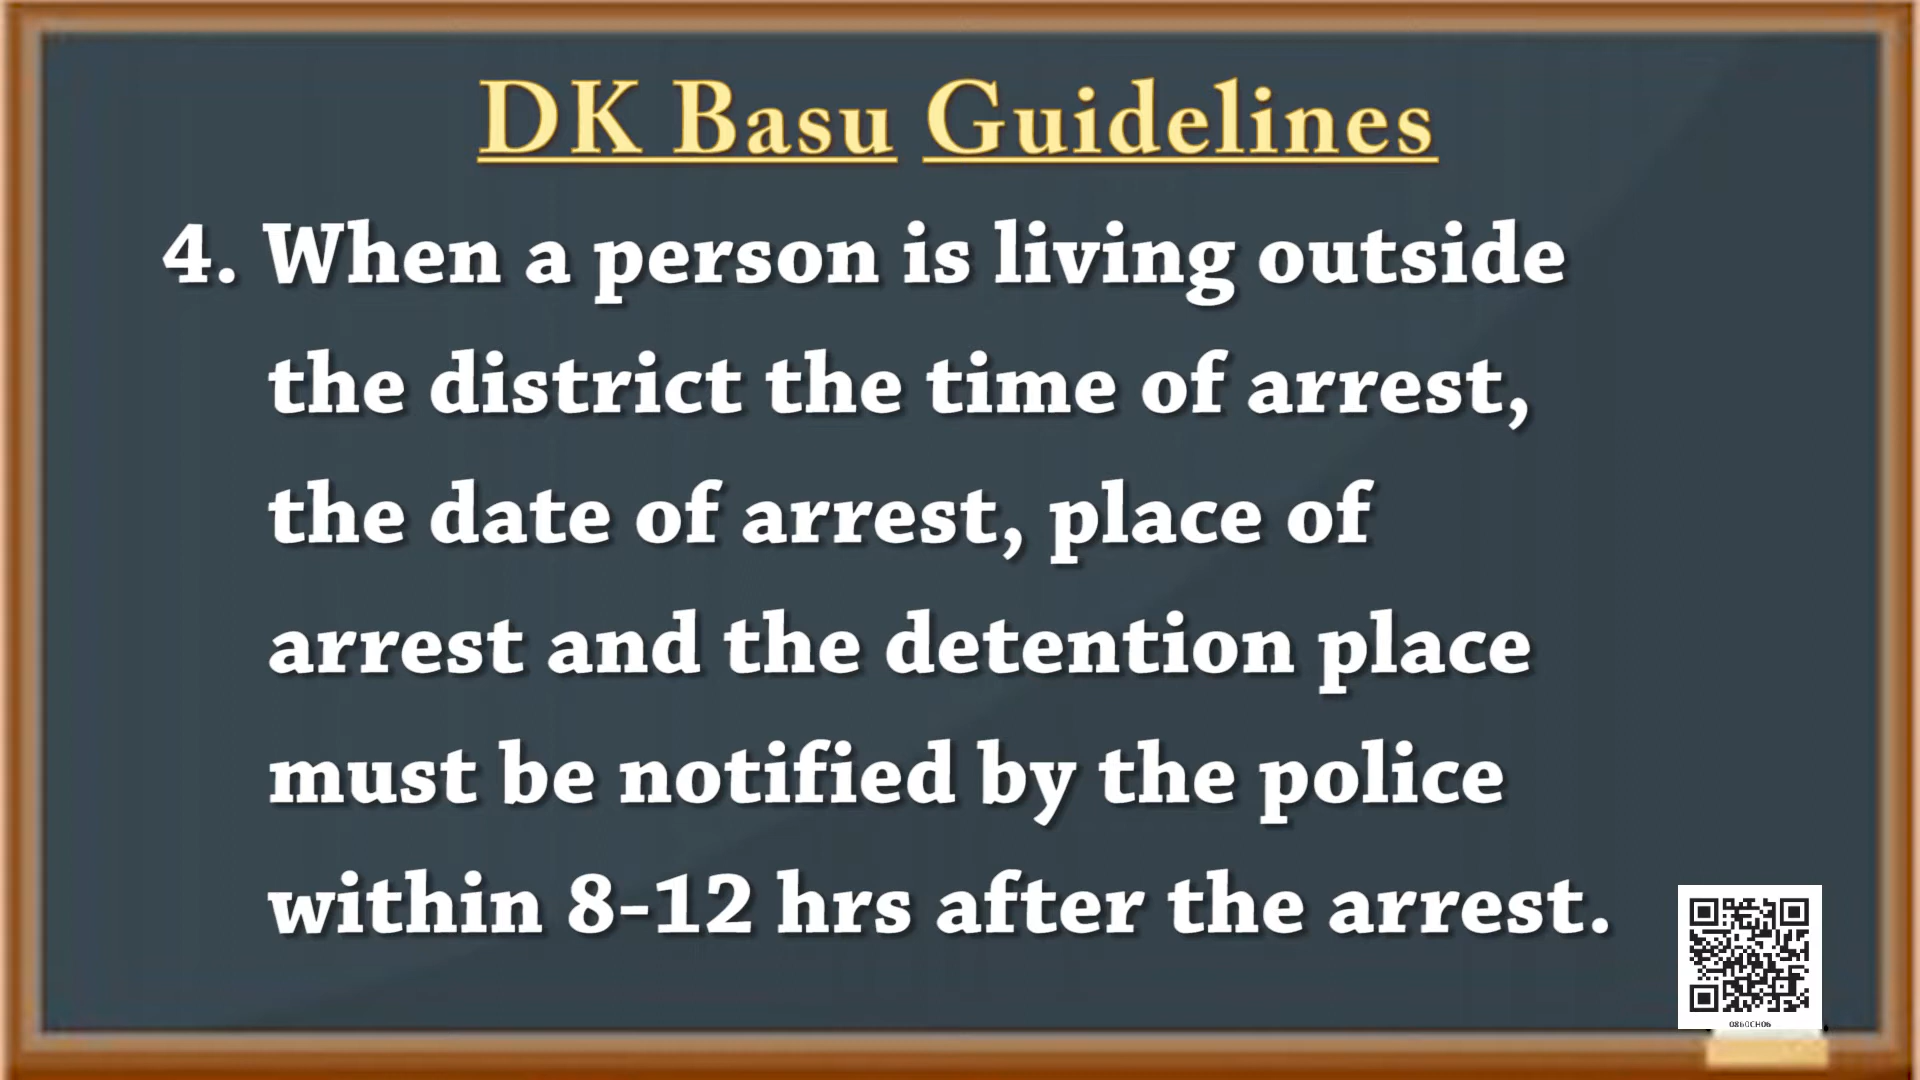 DK Basu Guidelines
4. When a person is living outside
the district the time of arrest,
the date of arrest, place of
arrest and the detention place
must be notified by the police
within 8-12 hrs after the arrest.
0860CH06